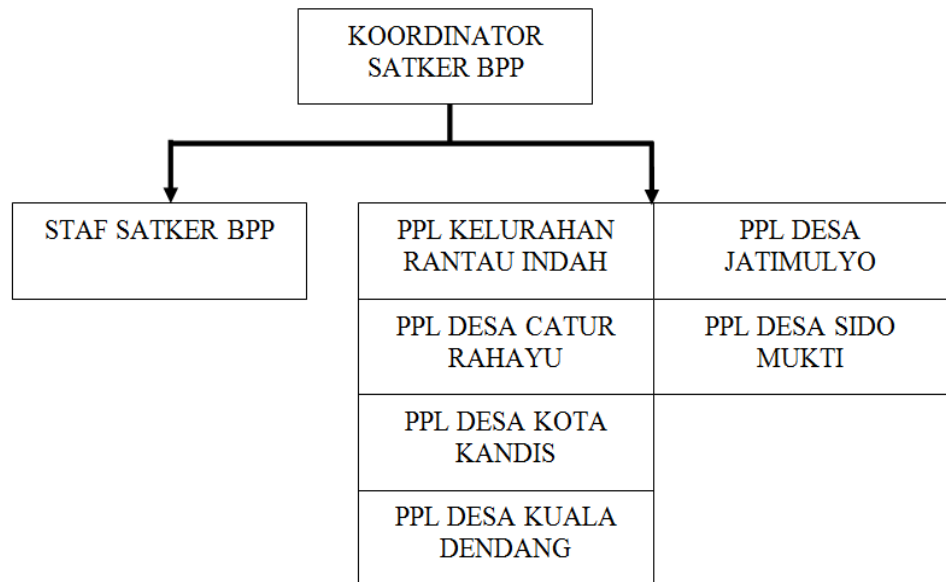 KOORDINATOR
SATKER BPP
STAF SATKER BPP
PPL KELURAHAN
RANTAU INDAH
PPL DESA
JATIMULYO
PPL DESA CATUR
RAHAYU
PPL DESA SIDO
MUKTI
PPL DESA KOTA
KANDIS
PPL DESA KUALA
DENDANG